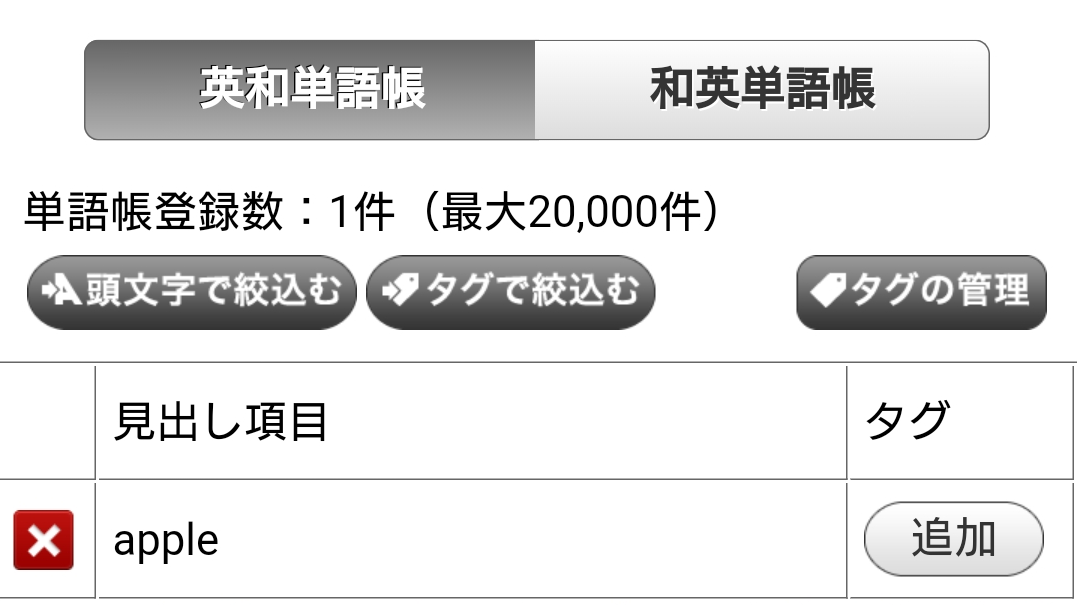 英和単語帳 和英単語帳
単語帳登録数：1件（最大20,000件）
頭文字で絞込む タグで絞込む タグの管理
見出し項目 タグ
apple 追加